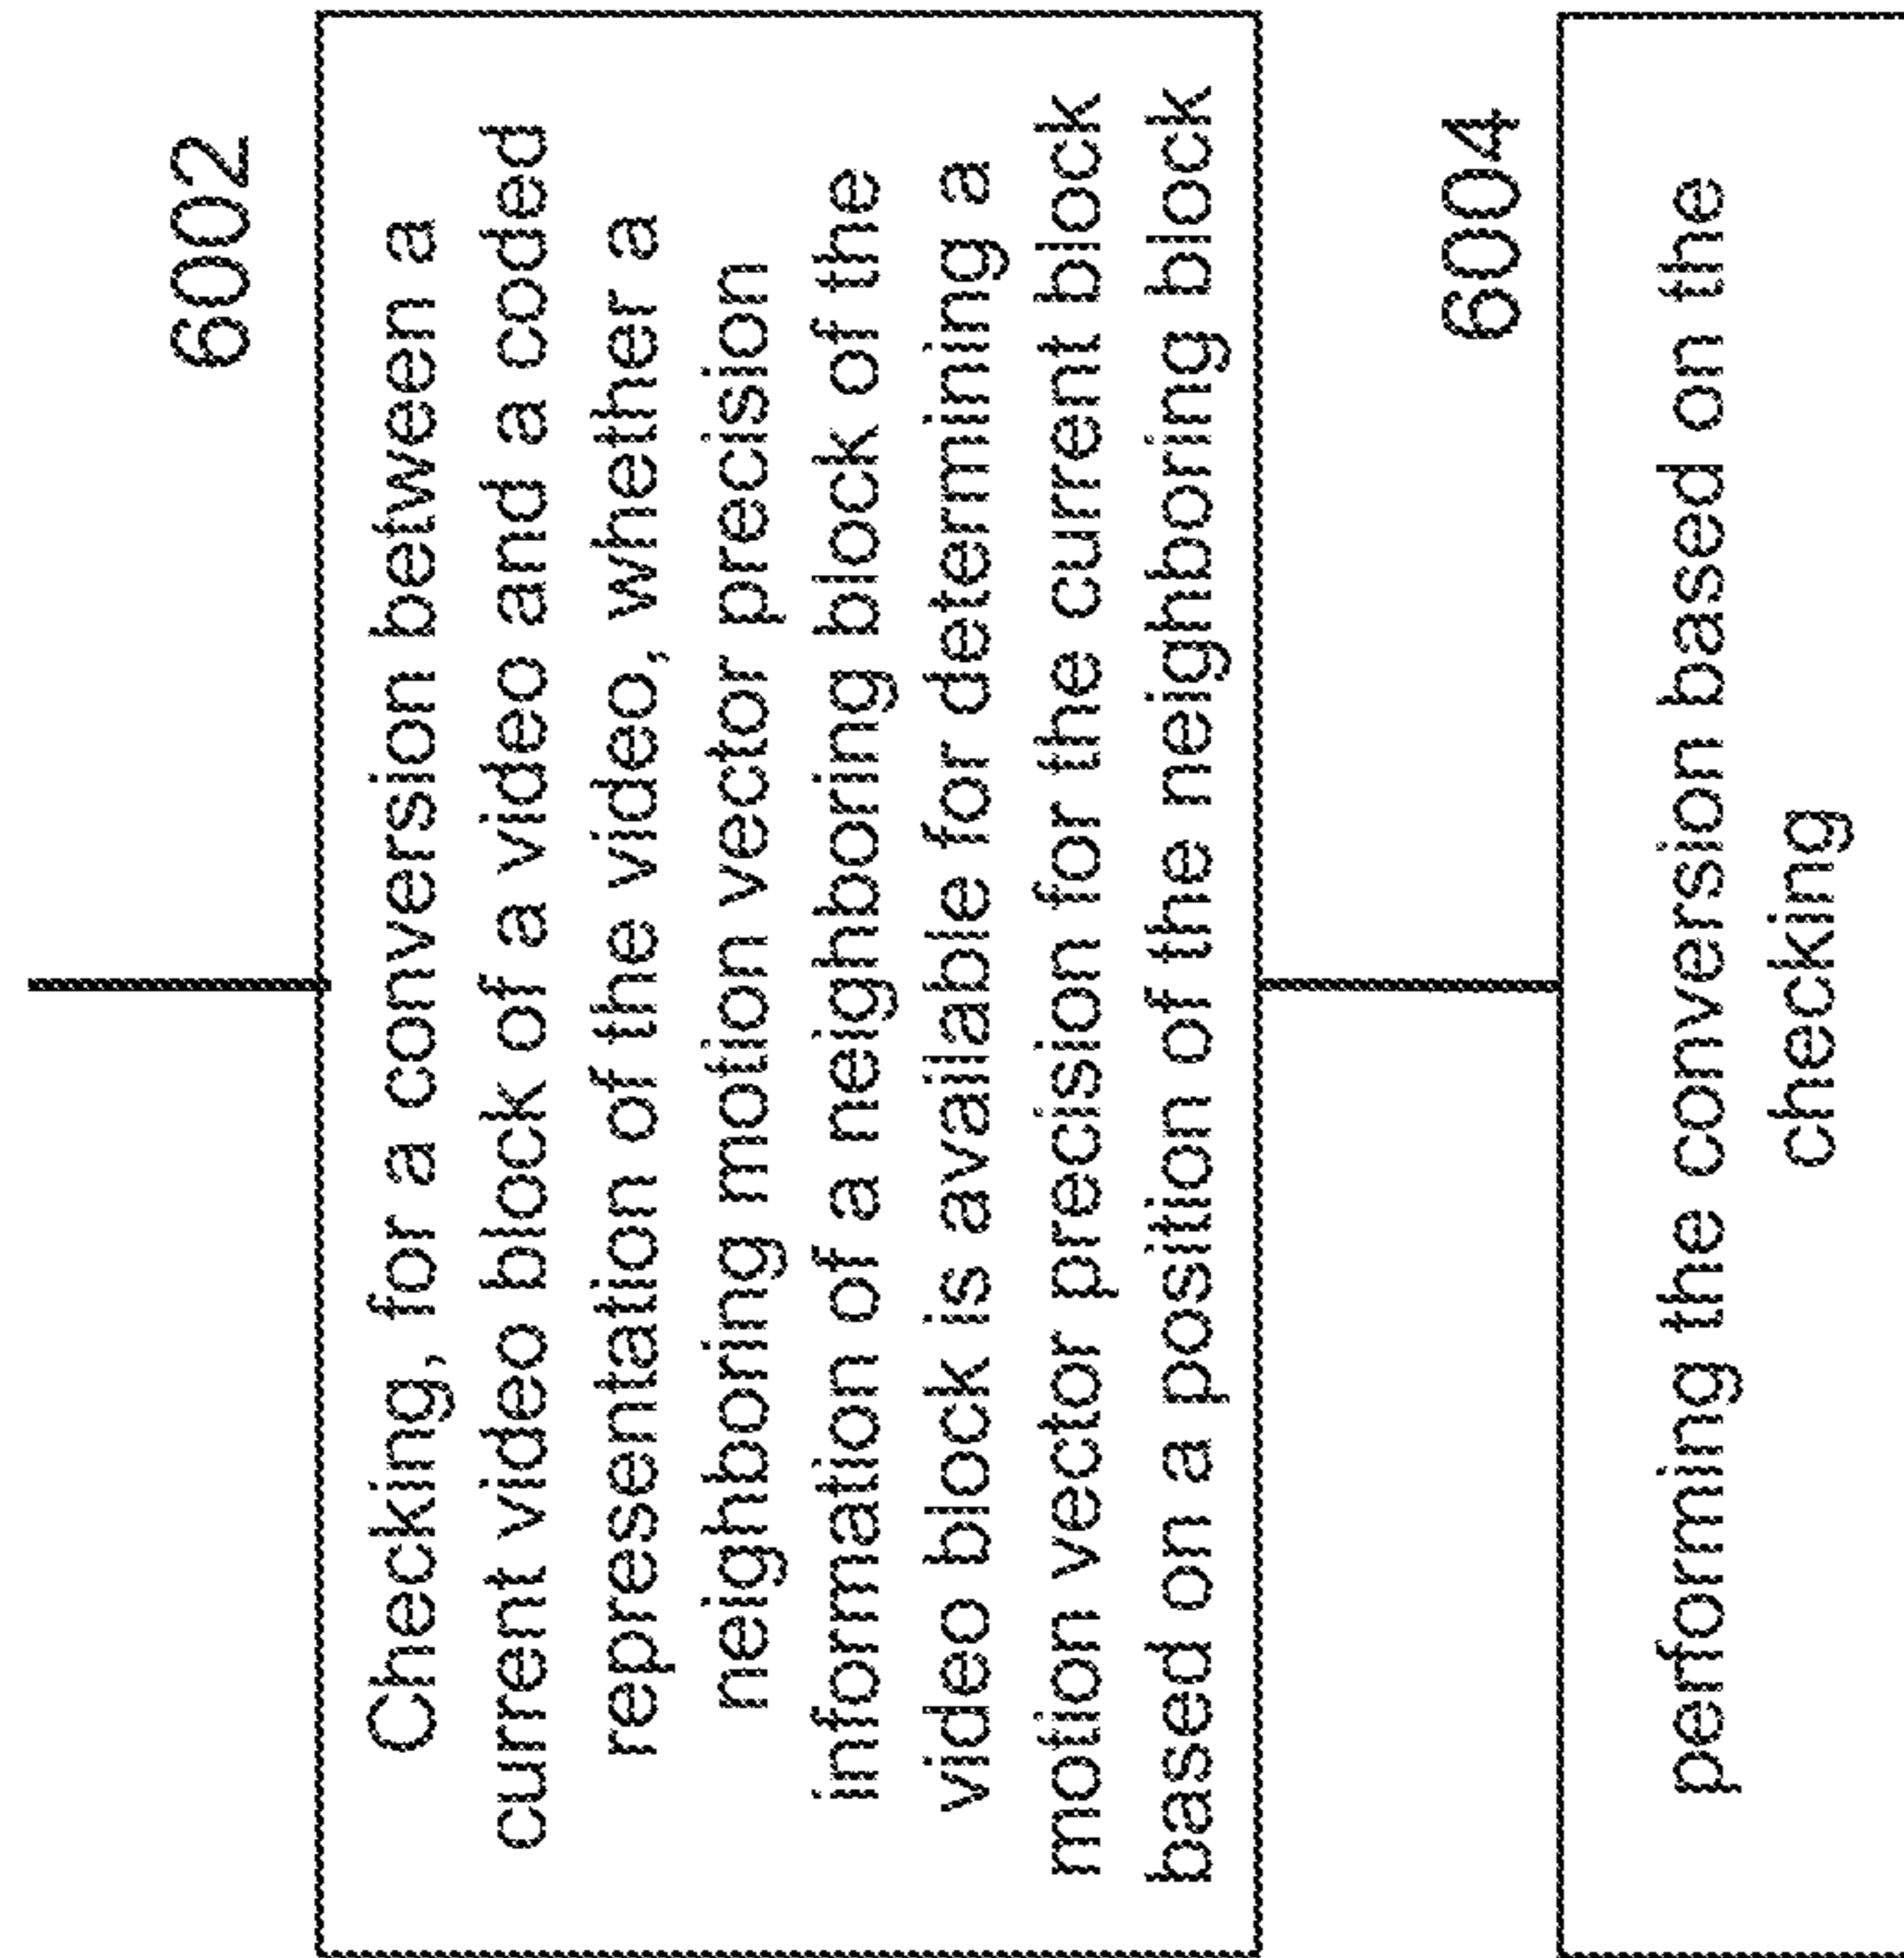 6002
Checking, for a conversion between a
current video block of a video and a coded
representation of the video, whether a
neighboring motion vector precision
information of a neighboring block of the
video block is available for determining a
motion vector precision for the current block
based on a position of the neighboring block
6004
performing the conversion based on the
checking